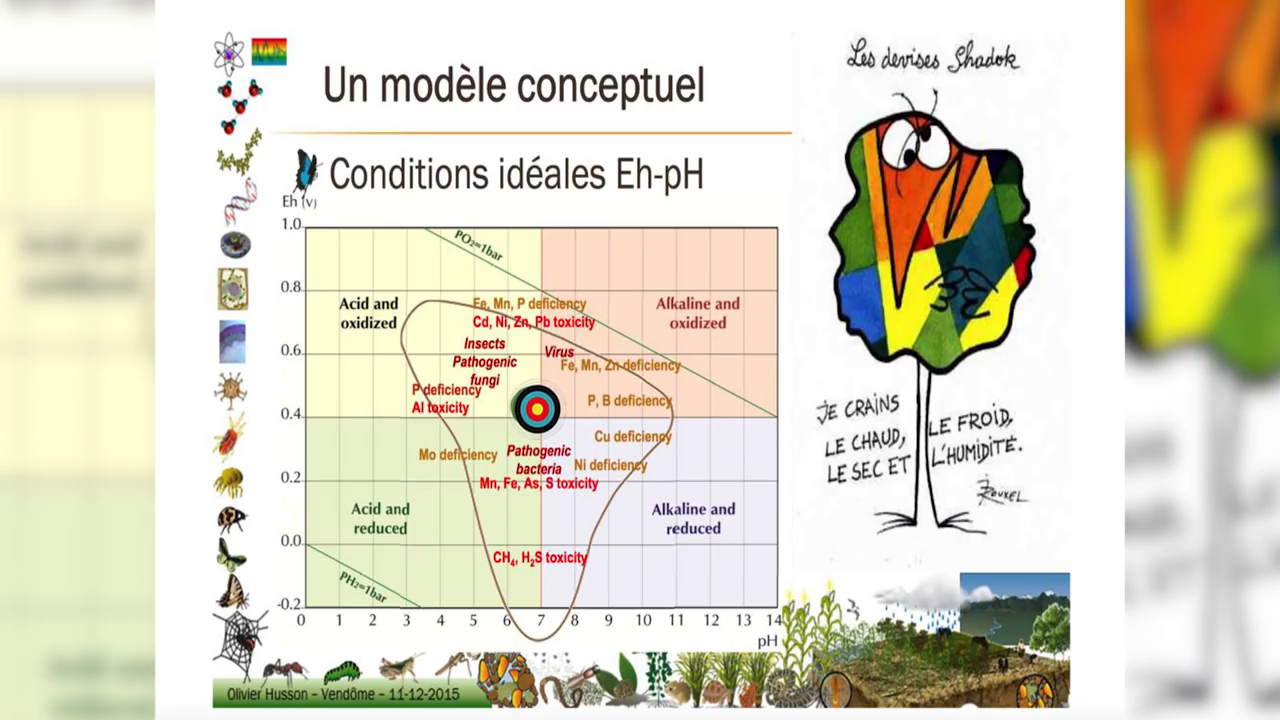 Un modèle conceptuel
Conditions idéales Eh-pH
Eh (v)
1.0
0.8
0.6
0.4
0.2
0.0
-0.2
PO2=1bar
Acid and
oxidized
Fe, Mn, P deficiency
Cd, Ni, Zn, Pb toxicity
Alkaline and
oxidized
Insects
Pathogenic
fungi
Virus
Fe, Mn, Zn deficiency
P deficiency
Al toxicity
P, B deficiency
Cu deficiency
Mo deficiency
Pathogenic
bacteria
Ni deficiency
Mn, Fe, As, S toxicity
Acid and
reduced
Alkaline and
reduced
CH4, H2S toxicity
PH2=1bar
0 1 2 3 4 5 6 7 8 9 10 11 12 13 14
pH
Olivier Husson – Vendôme – 11-12-2015
Les devises Shadok
JE CRAINS
LE CHAUD,
LE SEC ET
LE FROID,
L'HUMIDITÉ.
ROUXEL